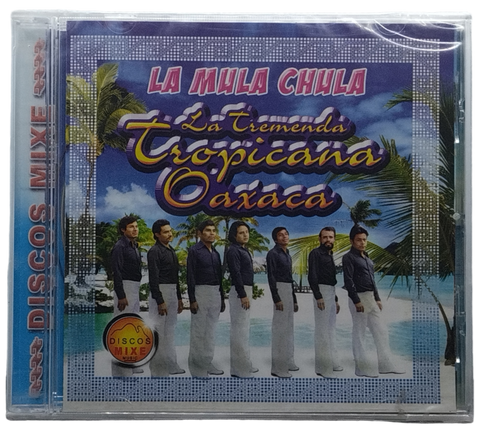 LA MULA CHULA
La Tremenda
Tropicana
Oaxaca
DISCOS MIXE
DISCOS
MIXE